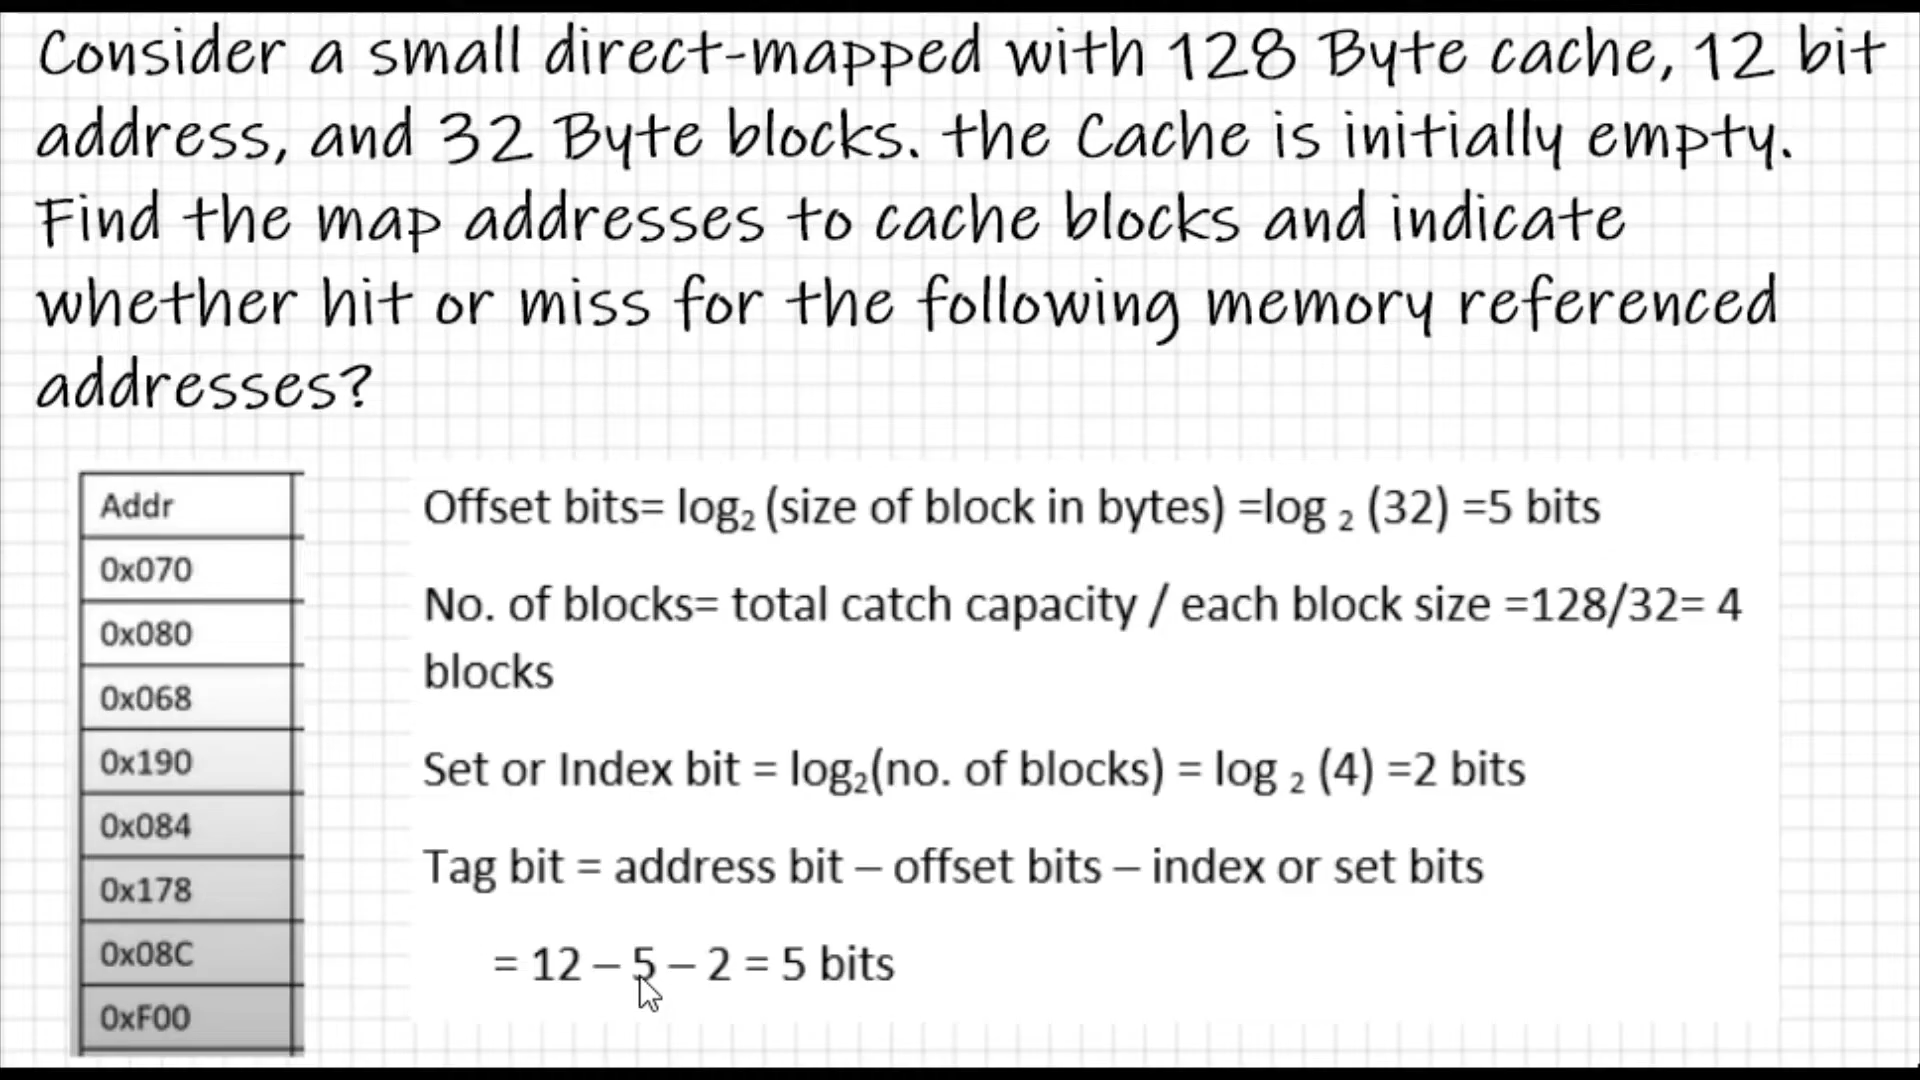 Consider a small direct-mapped with 128 Byte cache, 12 bit
address, and 32 Byte blocks. the Cache is initially empty.
Find the map addresses to cache blocks and indicate
whether hit or miss for the following memory referenced
addresses?
Addr
0x070
0x080
0x068
0x190
0x084
0x178
0x08C
0xF00
Offset bits= log₂ (size of block in bytes) =log ₂ (32) =5 bits
No. of blocks= total catch capacity / each block size =128/32= 4
blocks
Set or Index bit = log₂(no. of blocks) = log ₂ (4) =2 bits
Tag bit = address bit – offset bits – index or set bits
= 12 – 5 – 2 = 5 bits